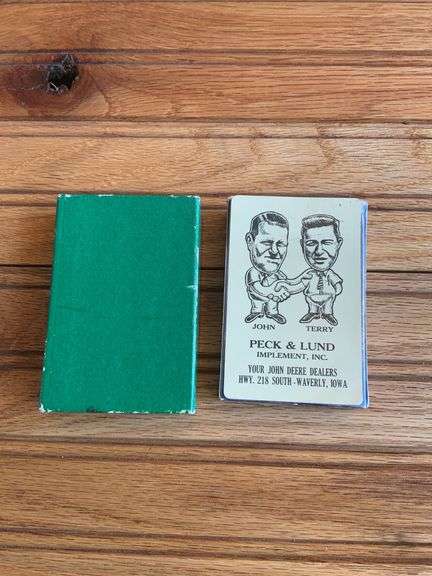 JOHN TERRY
PECK & LUND
IMPLEMENT, INC.
YOUR JOHN DEERE DEALERS
HWY. 218 SOUTH - WAVERLY, IOWA